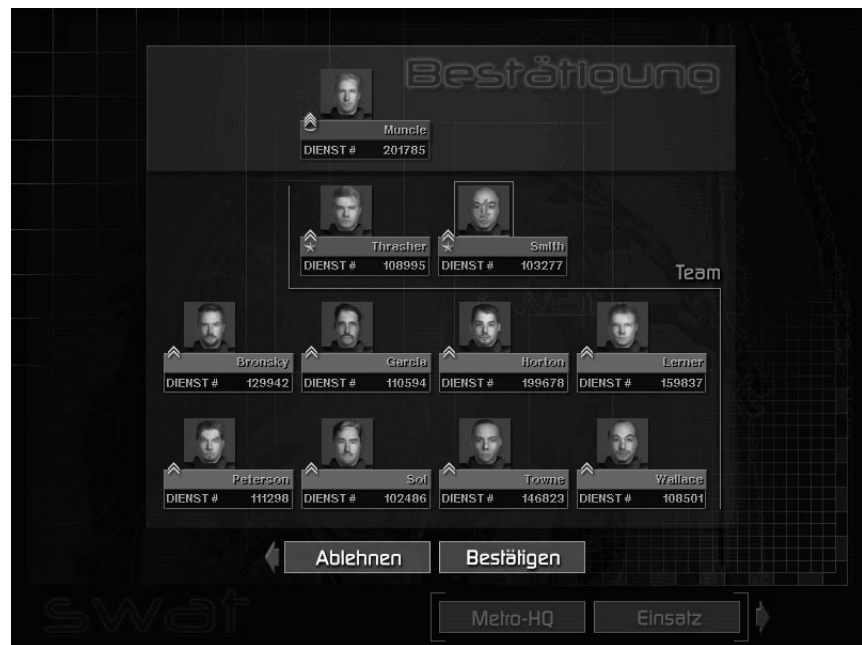 Bestätigung
Muncie
DIENST # 201785
Thrasher Smith
DIENST # 108995 DIENST # 103277
Team
swat
Bronsky Garcia Horton Lerner
DIENST # 129942 DIENST # 110594 DIENST # 199678 DIENST # 159837
Peterson Sol Towne Wallace
DIENST # 111298 DIENST # 102486 DIENST # 146823 DIENST # 108501
Ablehnen Bestätigen
swat
Metro-HQ Einsatz